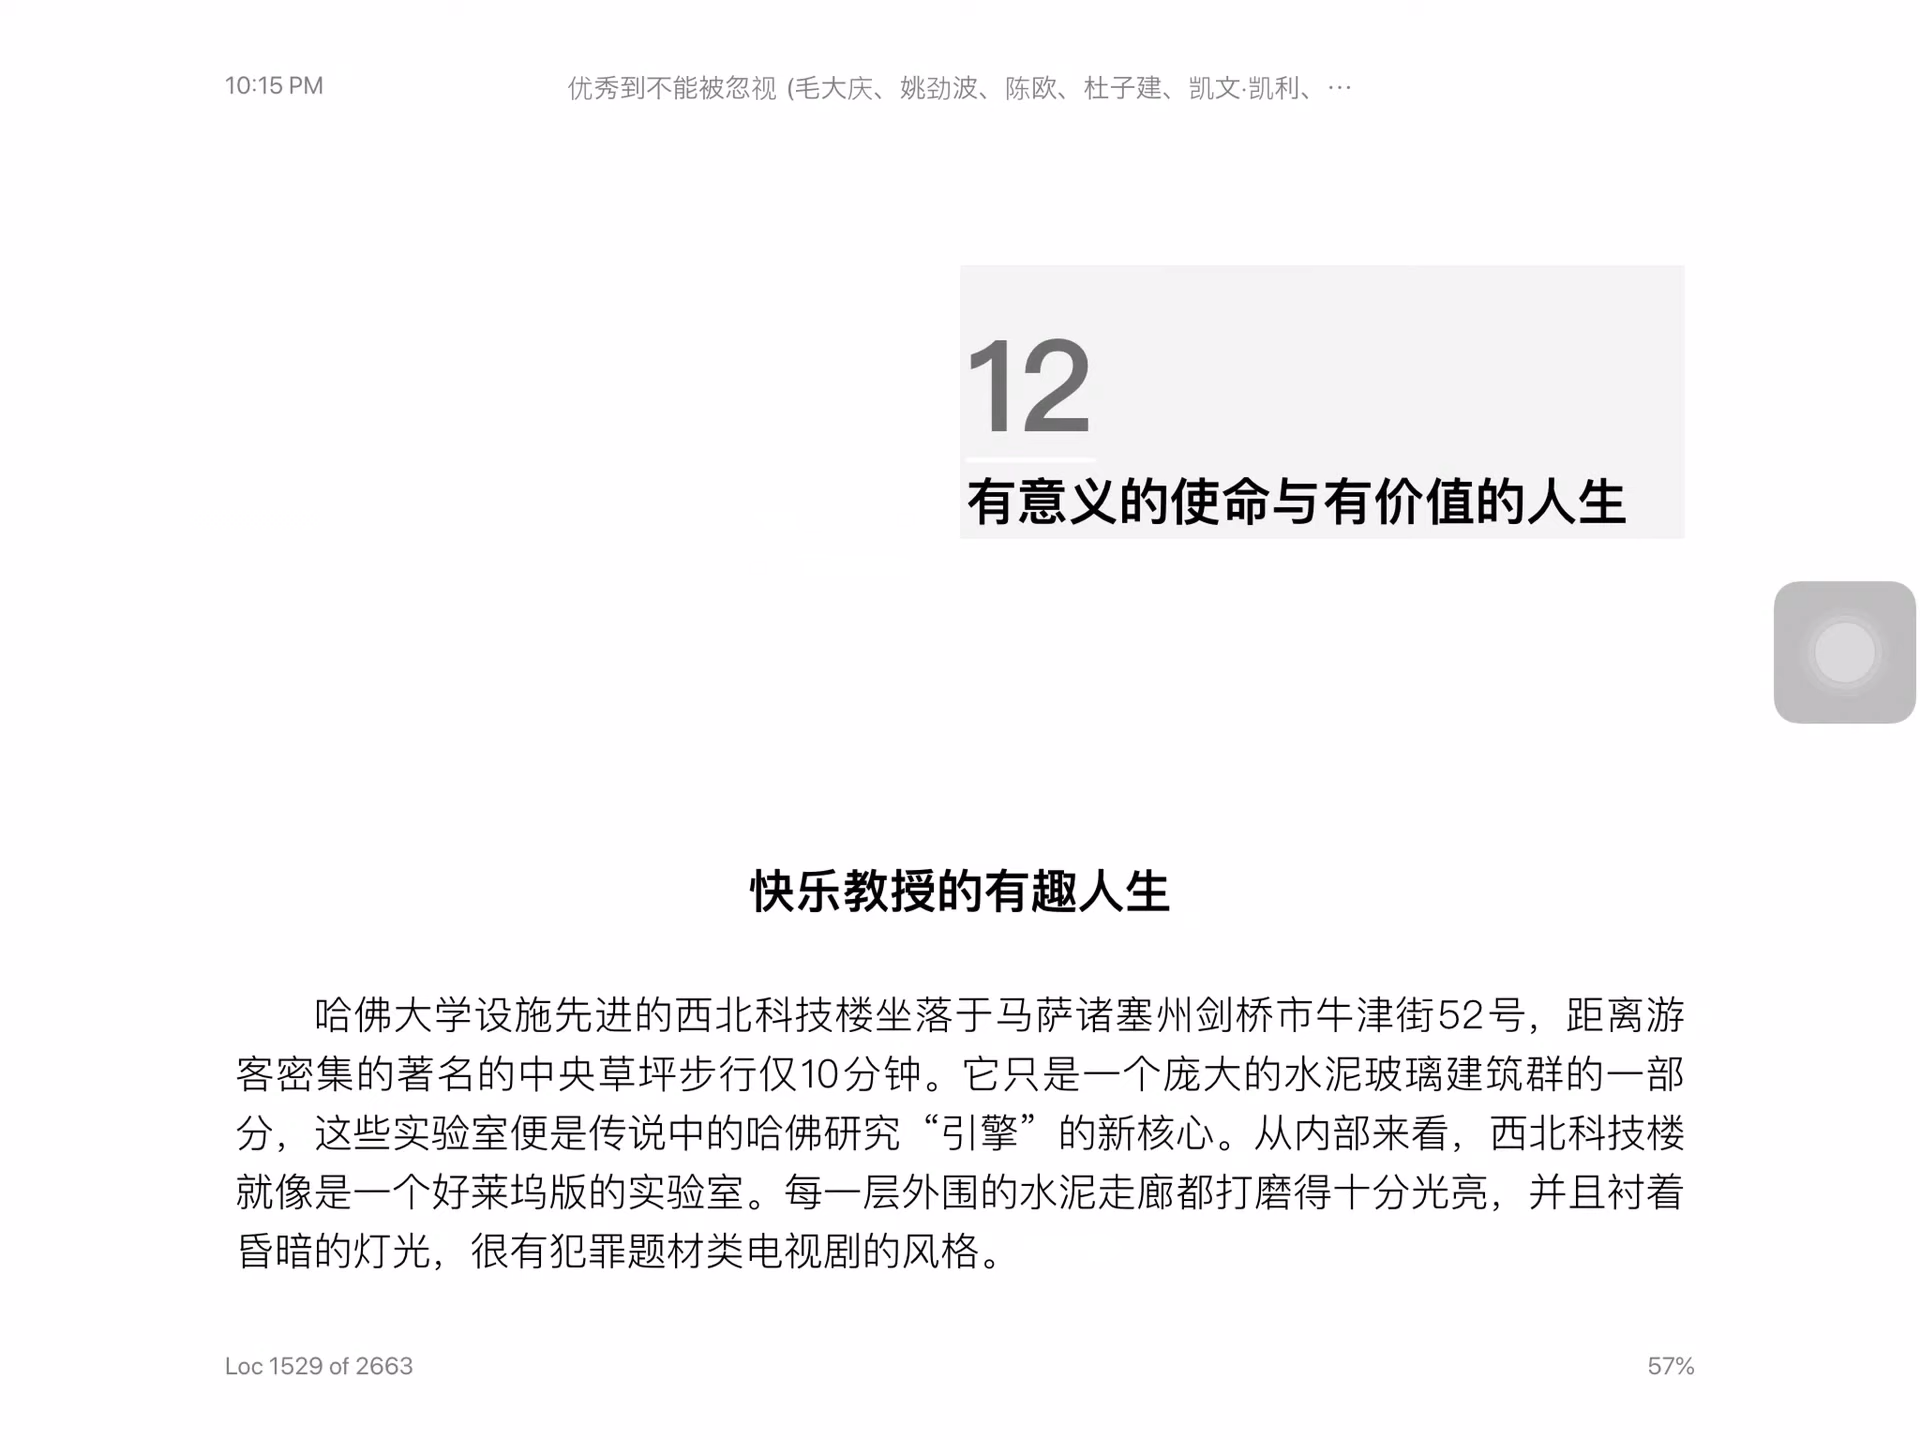 10:15 PM
优秀到不能被忽视 (毛大庆、姚劲波、陈欧、杜子建、凯文·凯利、…
12
有意义的使命与有价值的人生
快乐教授的有趣人生
哈佛大学设施先进的西北科技楼坐落于马萨诸塞州剑桥市牛津街52号，距离游
客密集的著名的中央草坪步行仅10分钟。它只是一个庞大的水泥玻璃建筑群的一部
分，这些实验室便是传说中的哈佛研究“引擎”的新核心。从内部来看，西北科技楼
就像是一个好莱坞版的实验室。每一层外围的水泥走廊都打磨得十分光亮，并且衬着
昏暗的灯光，很有犯罪题材类电视剧的风格。
Loc 1529 of 2663
57%